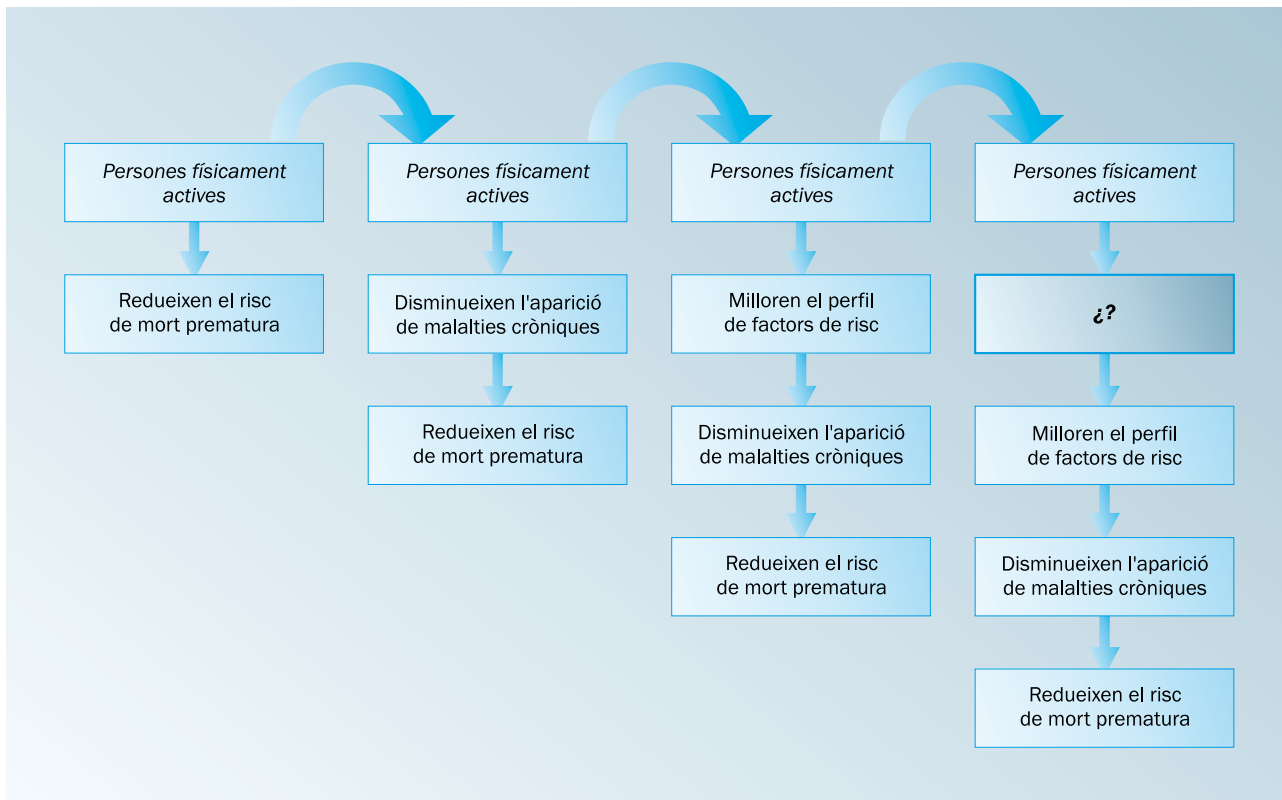 Persones físicament
actives
Redueixen el risc
de mort prematura
Persones físicament
actives
Disminueixen l'aparició
de malalties cròniques
Redueixen el risc
de mort prematura
Persones físicament
actives
Milloren el perfil
de factors de risc
Disminueixen l'aparició
de malalties cròniques
Redueixen el risc
de mort prematura
Persones físicament
actives
¿?
Milloren el perfil
de factors de risc
Disminueixen l'aparició
de malalties cròniques
Redueixen el risc
de mort prematura